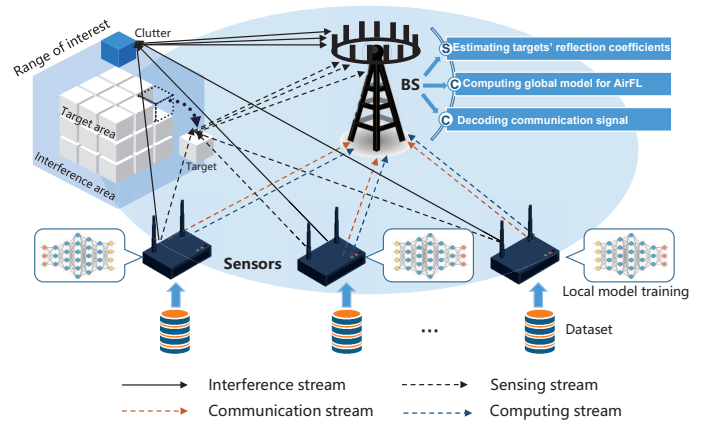 Clutter
Range of interest
Target area
Interference area
Target
BS
S Estimating targets' reflection coefficients
C Computing global model for AirFL
C Decoding communication signal
Sensors
Local model training
...
Dataset
Interference stream
Sensing stream
Communication stream
Computing stream